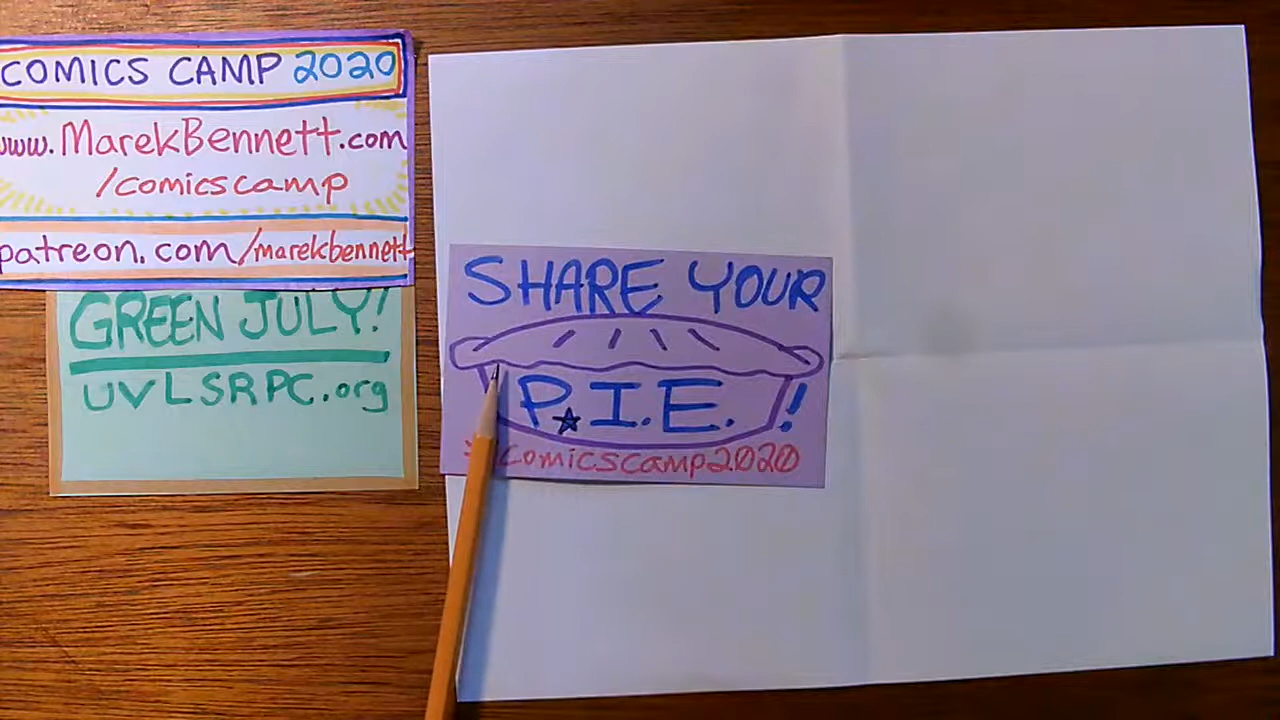 COMICS CAMP 2020
www.MarekBennett.com
/comicscamp
patreon.com/marekbennett
GREEN JULY!
UVLSRPC.org
SHARE YOUR
P.I.E.!
comicscamp2020